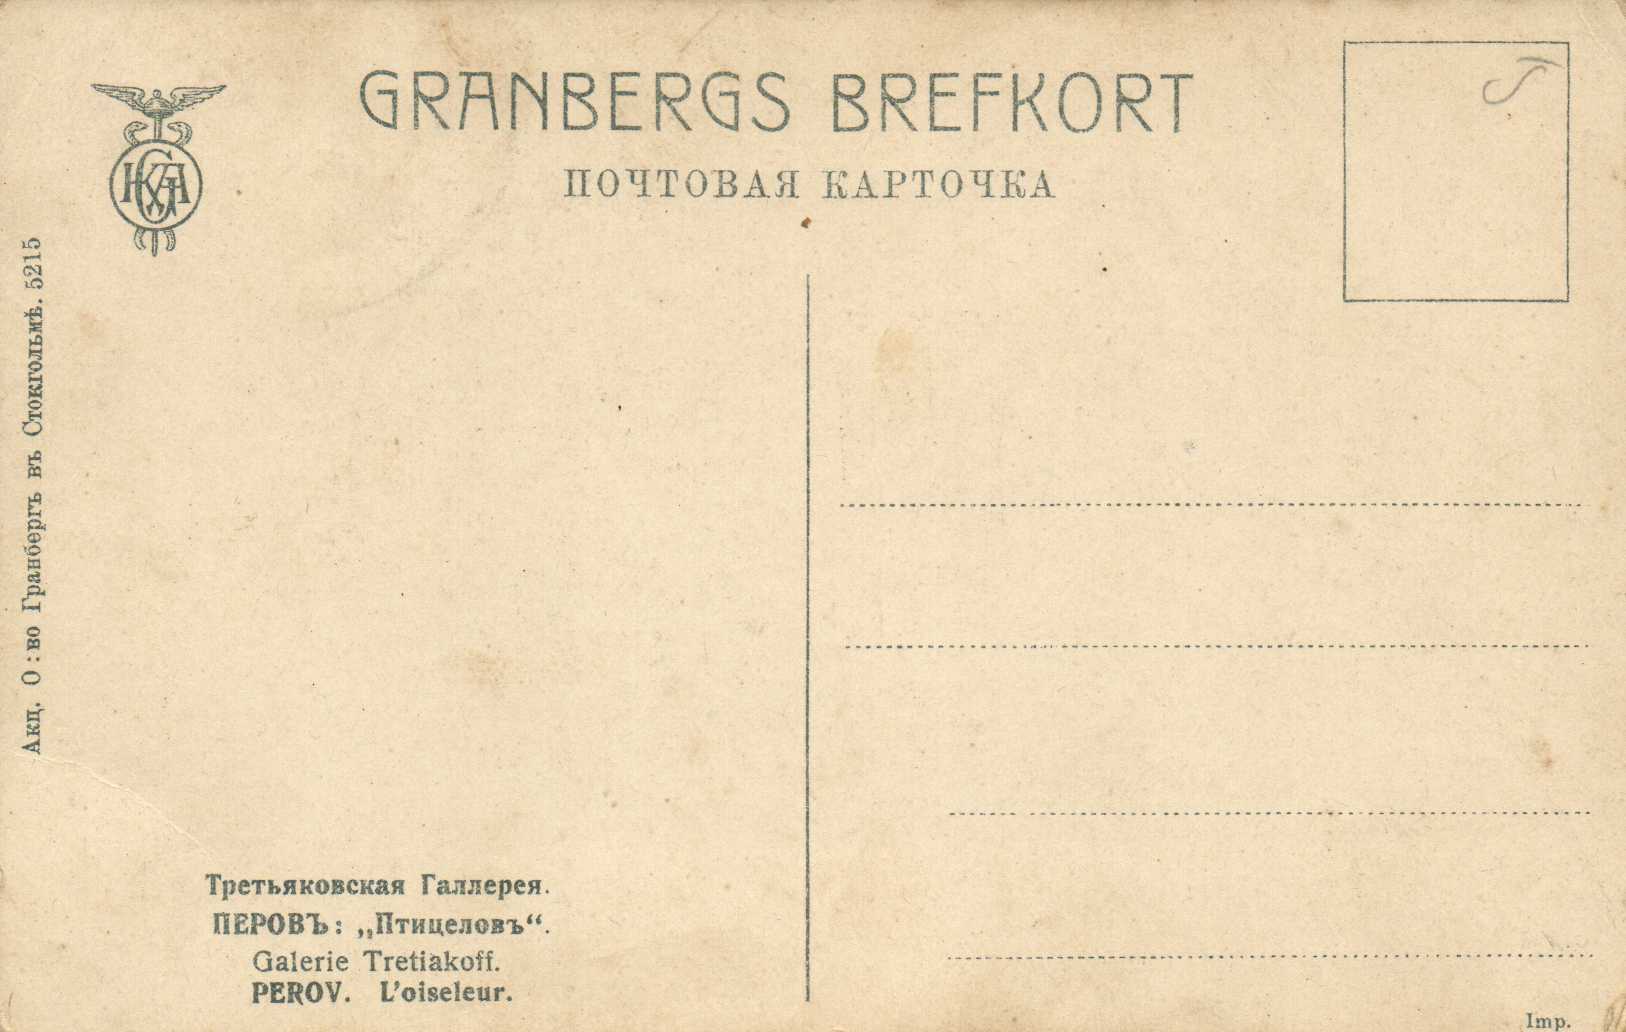 GRANBERGS BREFKORT
ПОЧТОВАЯ КАРТОЧКА
Акц. О:во Гранбергъ въ Стокгольмѣ. 5215
Третьяковская Галлерея.
ПЕРОВЪ: „Птицеловъ“.
Galerie Tretiakoff.
PEROV. L'oiseleur.
Imp.